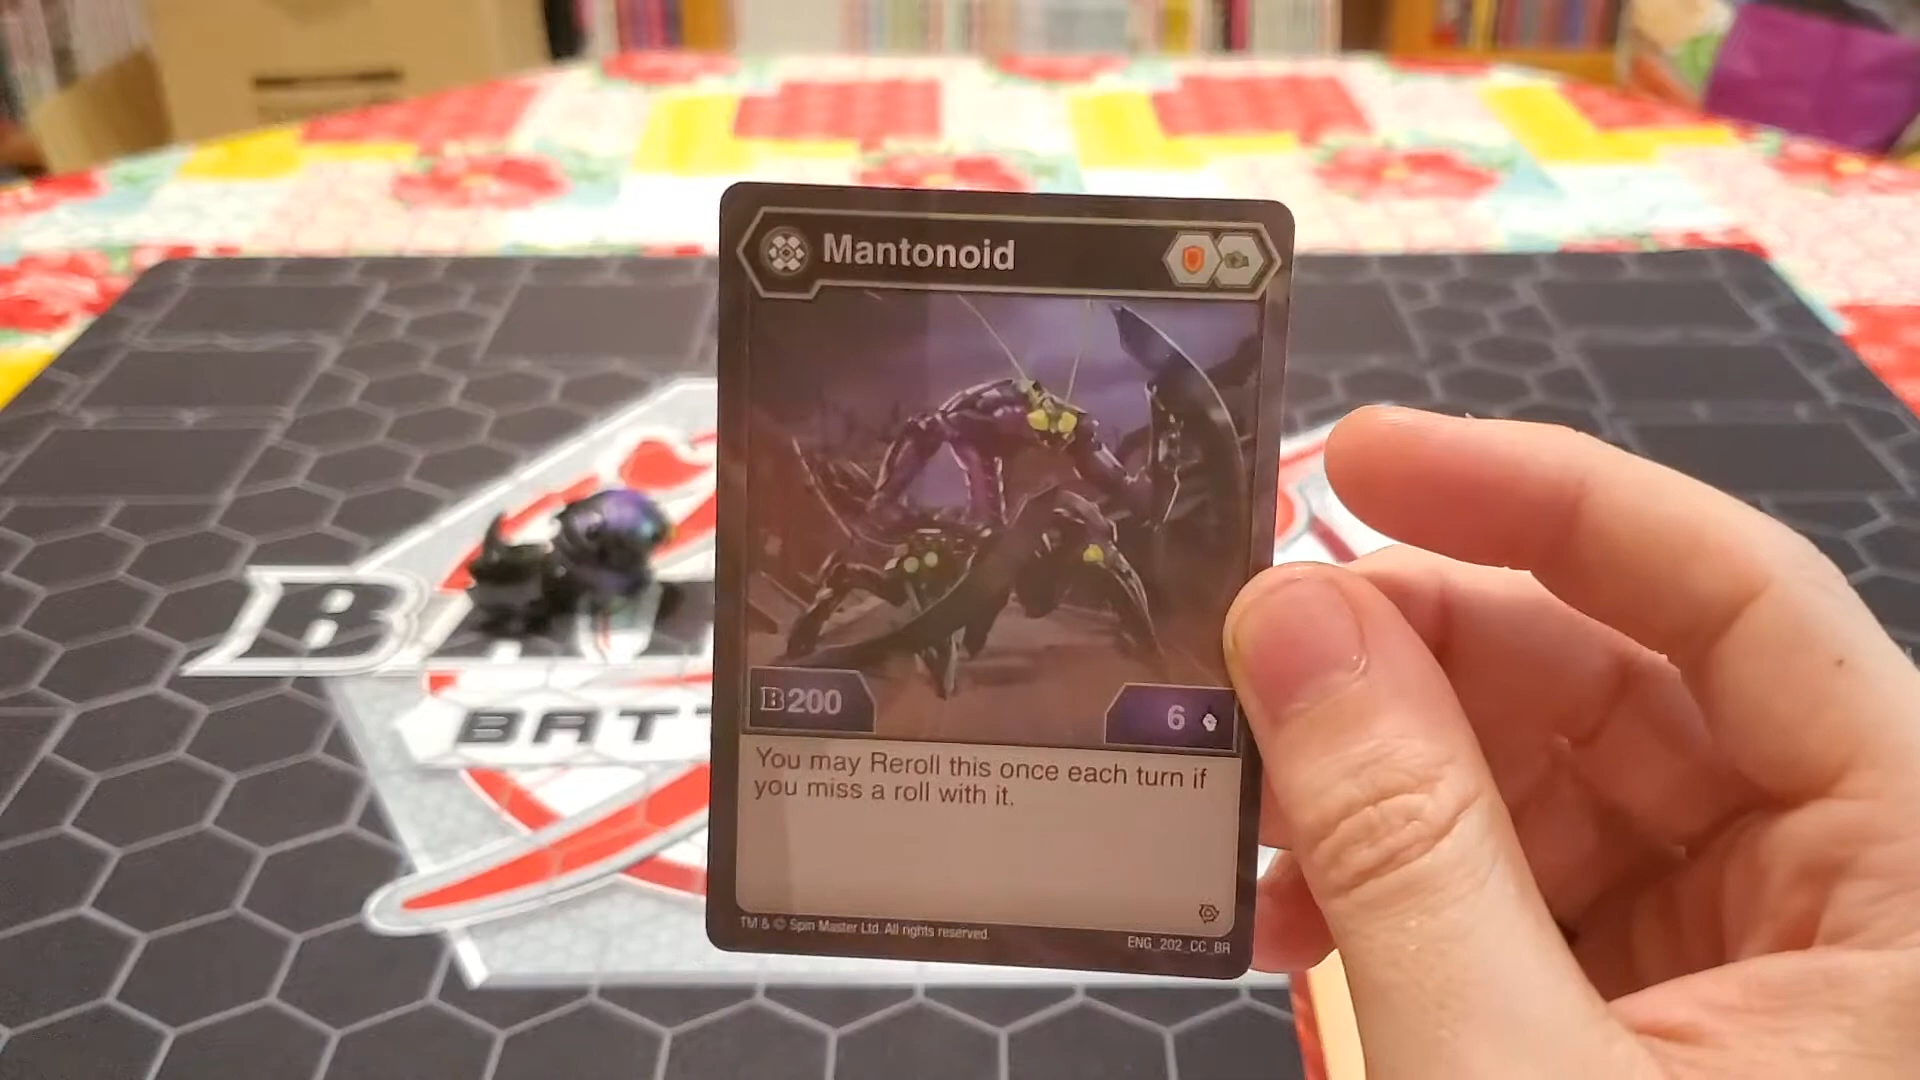 Mantonoid
B200
6
You may Reroll this once each turn if
you miss a roll with it.
TM & © Spin Master Ltd. All rights reserved.
ENG_202_CC_BR